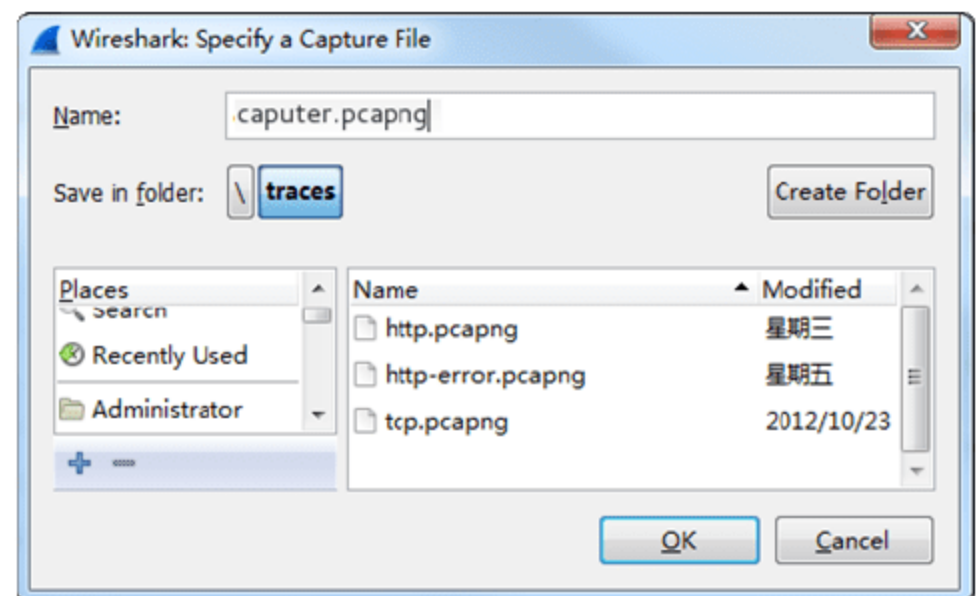 Wireshark: Specify a Capture File
Name: caputer.pcapng
Save in folder: \ traces Create Folder
Places Name Modified
Search http.pcapng 星期三
Recently Used http-error.pcapng 星期五
Administrator tcp.pcapng 2012/10/23
OK Cancel